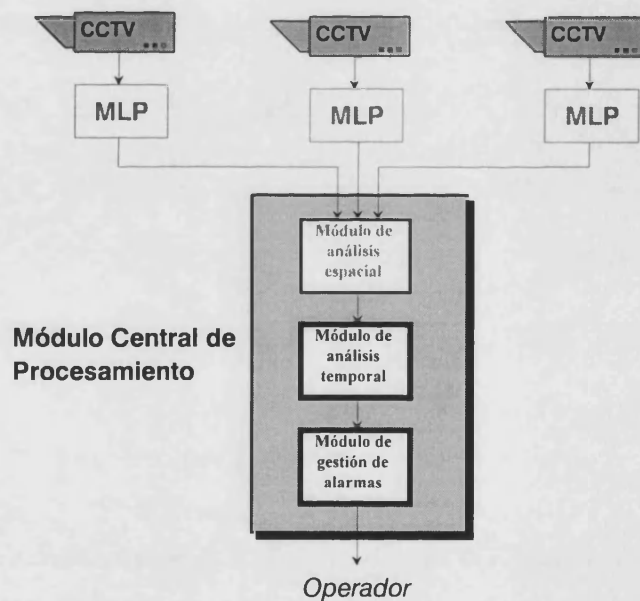 CCTV
CCTV
CCTV
MLP
MLP
MLP
Módulo de
análisis
espacial
Módulo Central de
Procesamiento
Módulo de
análisis
temporal
Módulo de
gestión de
alarmas
Operador